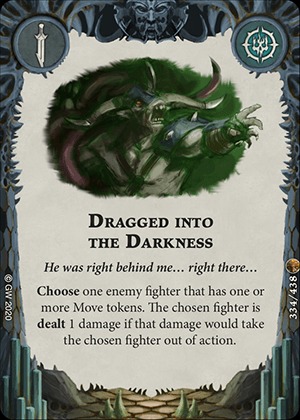 DRAGGED INTO
THE DARKNESS
He was right behind me... right there...
Choose one enemy fighter that has one or
more Move tokens. The chosen fighter is
dealt 1 damage if that damage would take
the chosen fighter out of action.
© GW 2020
334/438